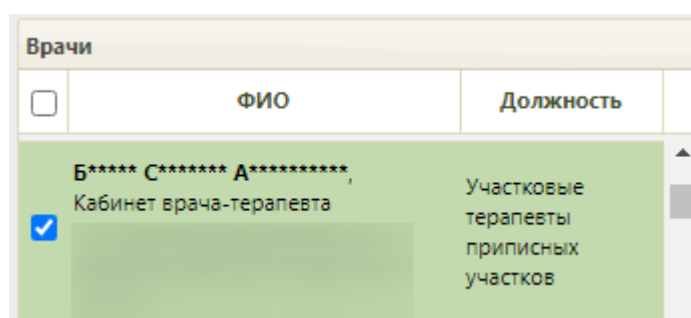 Врачи
ФИО
Должность
Б***** С******* А**********,
Кабинет врача-терапевта
Участковые
терапевты
приписных
участков